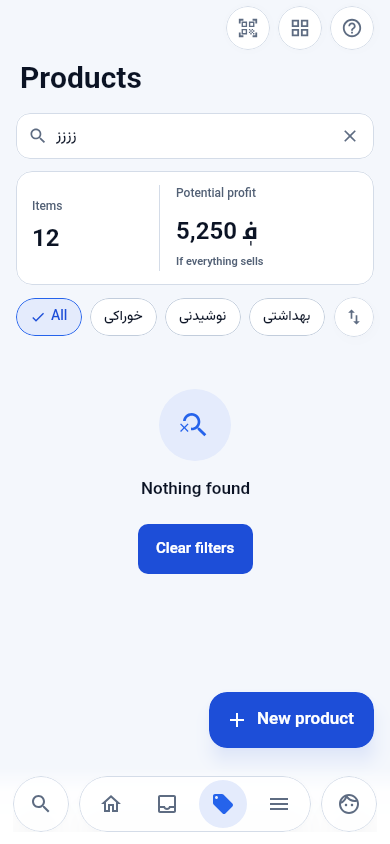 Products
زززز
Items
12
Potential profit
5,250 ؋
If everything sells
All
خوراکی
نوشیدنی
بهداشتی
Nothing found
Clear filters
New product